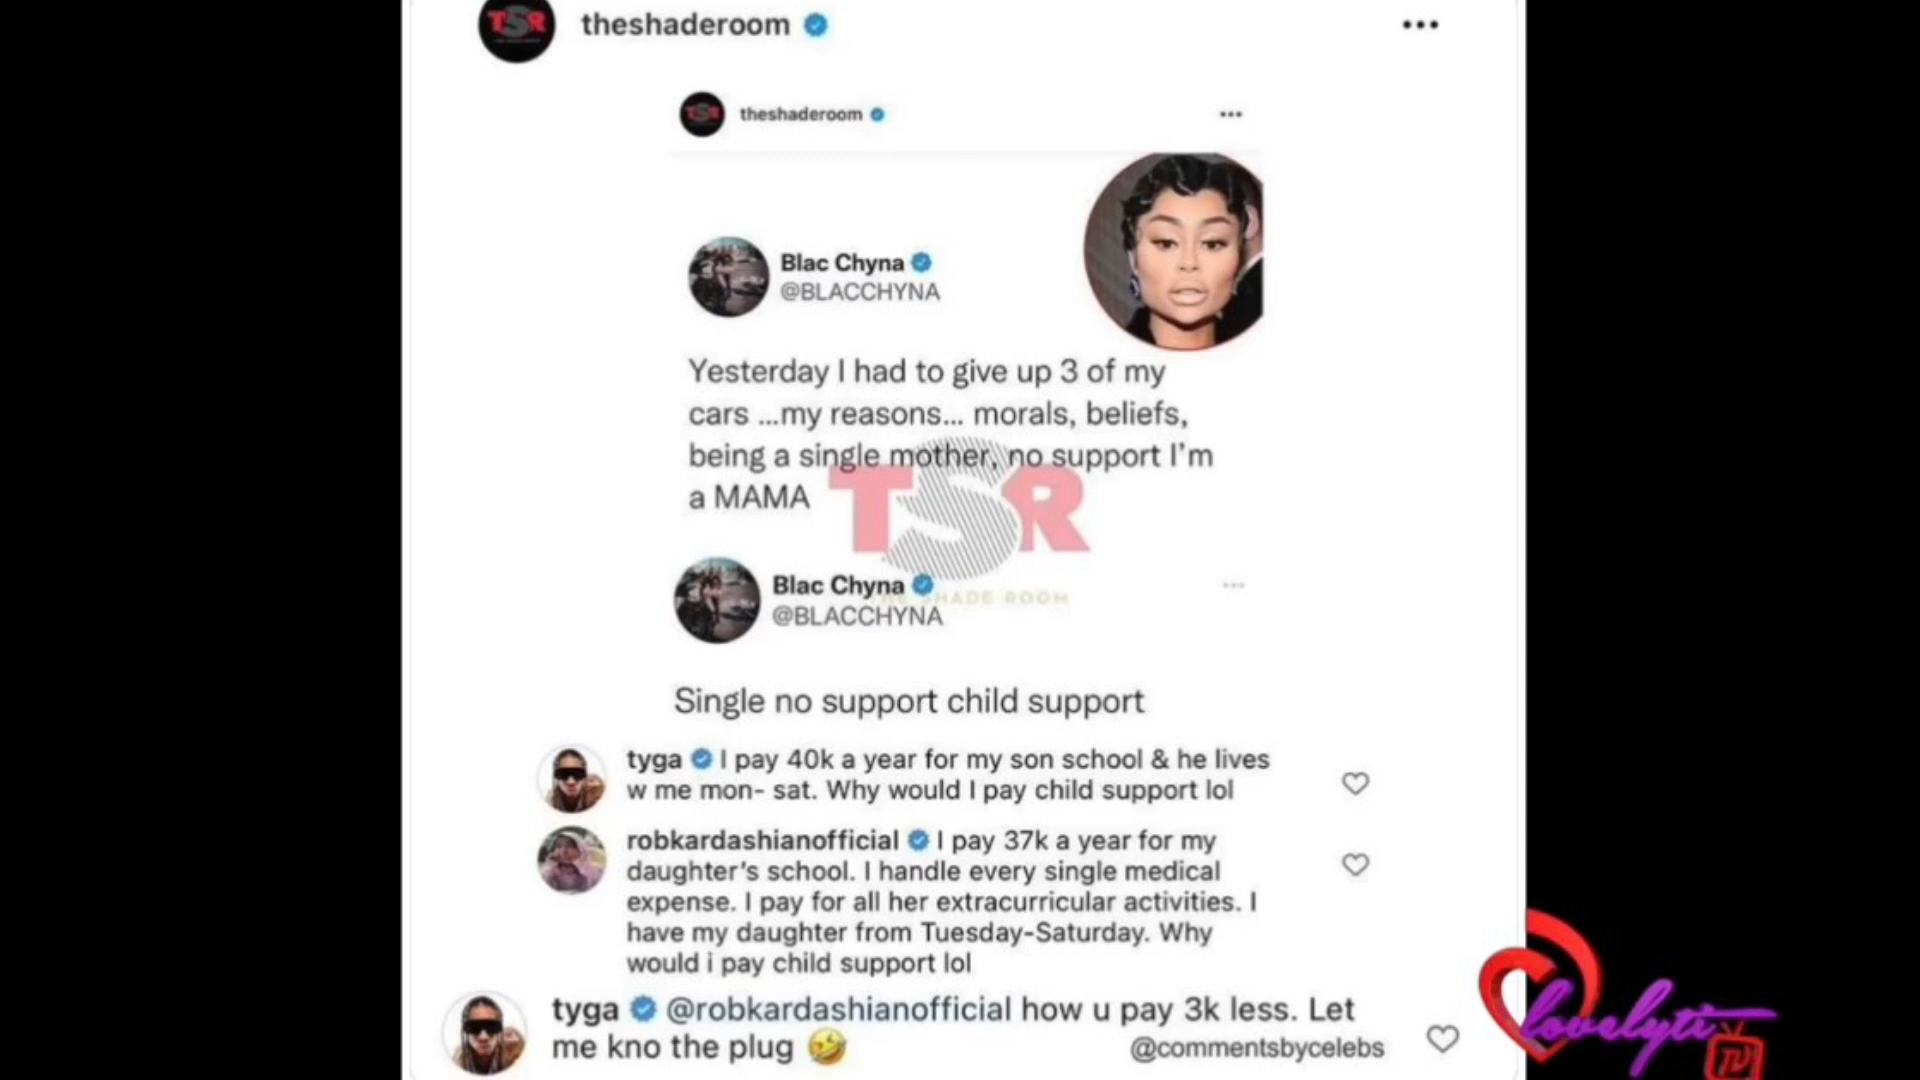 TSR
theshaderoom
TSR
theshaderoom
Blac Chyna
@BLACCHYNA
Yesterday I had to give up 3 of my
cars ...my reasons... morals, beliefs,
being a single mother, no support I'm
a MAMA
TSR
Blac Chyna
THE SHADE ROOM
@BLACCHYNA
Single no support child support
tyga I pay 40k a year for my son school & he lives
w me mon- sat. Why would I pay child support lol
robkardashianofficial I pay 37k a year for my
daughter's school. I handle every single medical
expense. I pay for all her extracurricular activities. I
have my daughter from Tuesday-Saturday. Why
would i pay child support lol
tyga @robkardashianofficial how u pay 3k less. Let
me kno the plug 🤣
@commentsbycelebs
lovelyti
TV